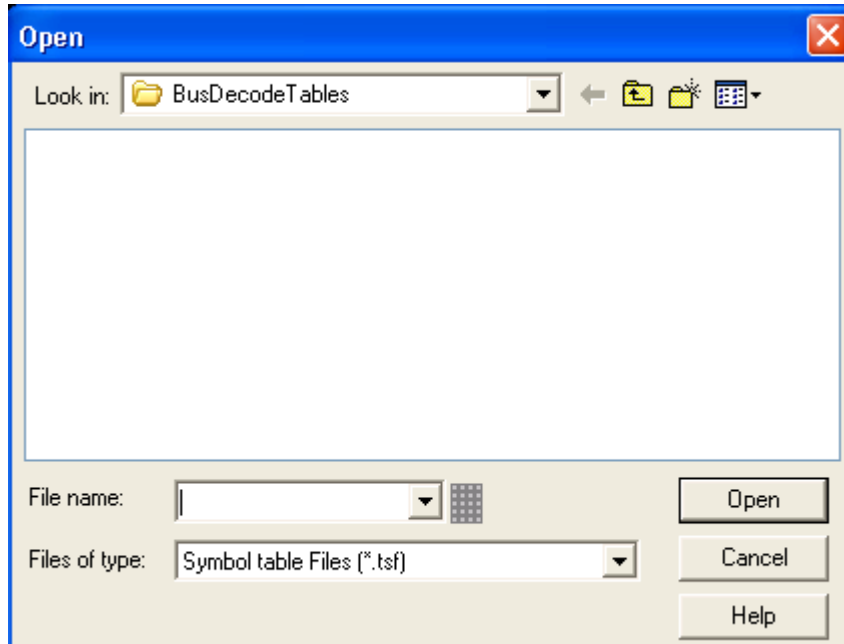 Open
Look in: BusDecodeTables
File name: Open
Files of type: Symbol table Files (*.tsf) Cancel
Help